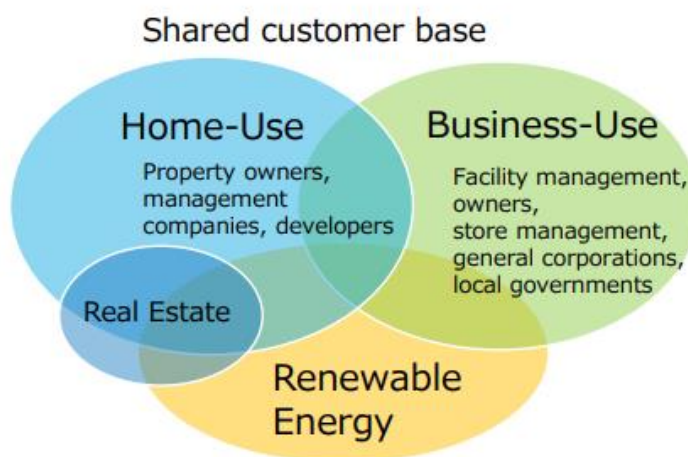 Shared customer base
Home-Use
Property owners,
management
companies, developers
Business-Use
Facility management,
owners,
store management,
general corporations,
local governments
Real Estate
Renewable
Energy